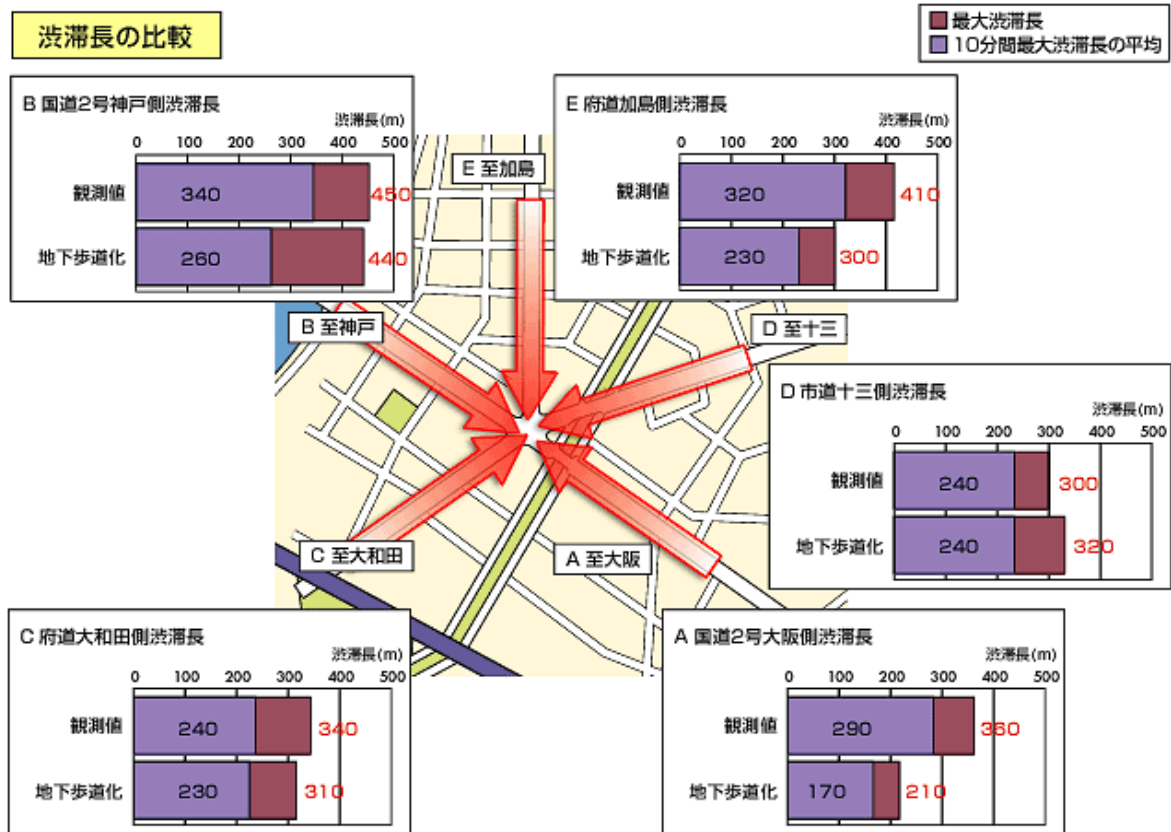 渋滞長の比較
最大渋滞長
10分間最大渋滞長の平均
B 国道2号神戸側渋滞長
渋滞長(m)
0 100 200 300 400 500
観測値 340 450
地下歩道化 260 440
E 府道加島側渋滞長
渋滞長(m)
0 100 200 300 400 500
観測値 320 410
地下歩道化 230 300
E 至加島
B 至神戸
D 至十三
C 至大和田
A 至大阪
D 市道十三側渋滞長
渋滞長(m)
0 100 200 300 400 500
観測値 240 300
地下歩道化 240 320
C 府道大和田側渋滞長
渋滞長(m)
0 100 200 300 400 500
観測値 240 340
地下歩道化 230 310
A 国道2号大阪側渋滞長
渋滞長(m)
0 100 200 300 400 500
観測値 290 360
地下歩道化 170 210